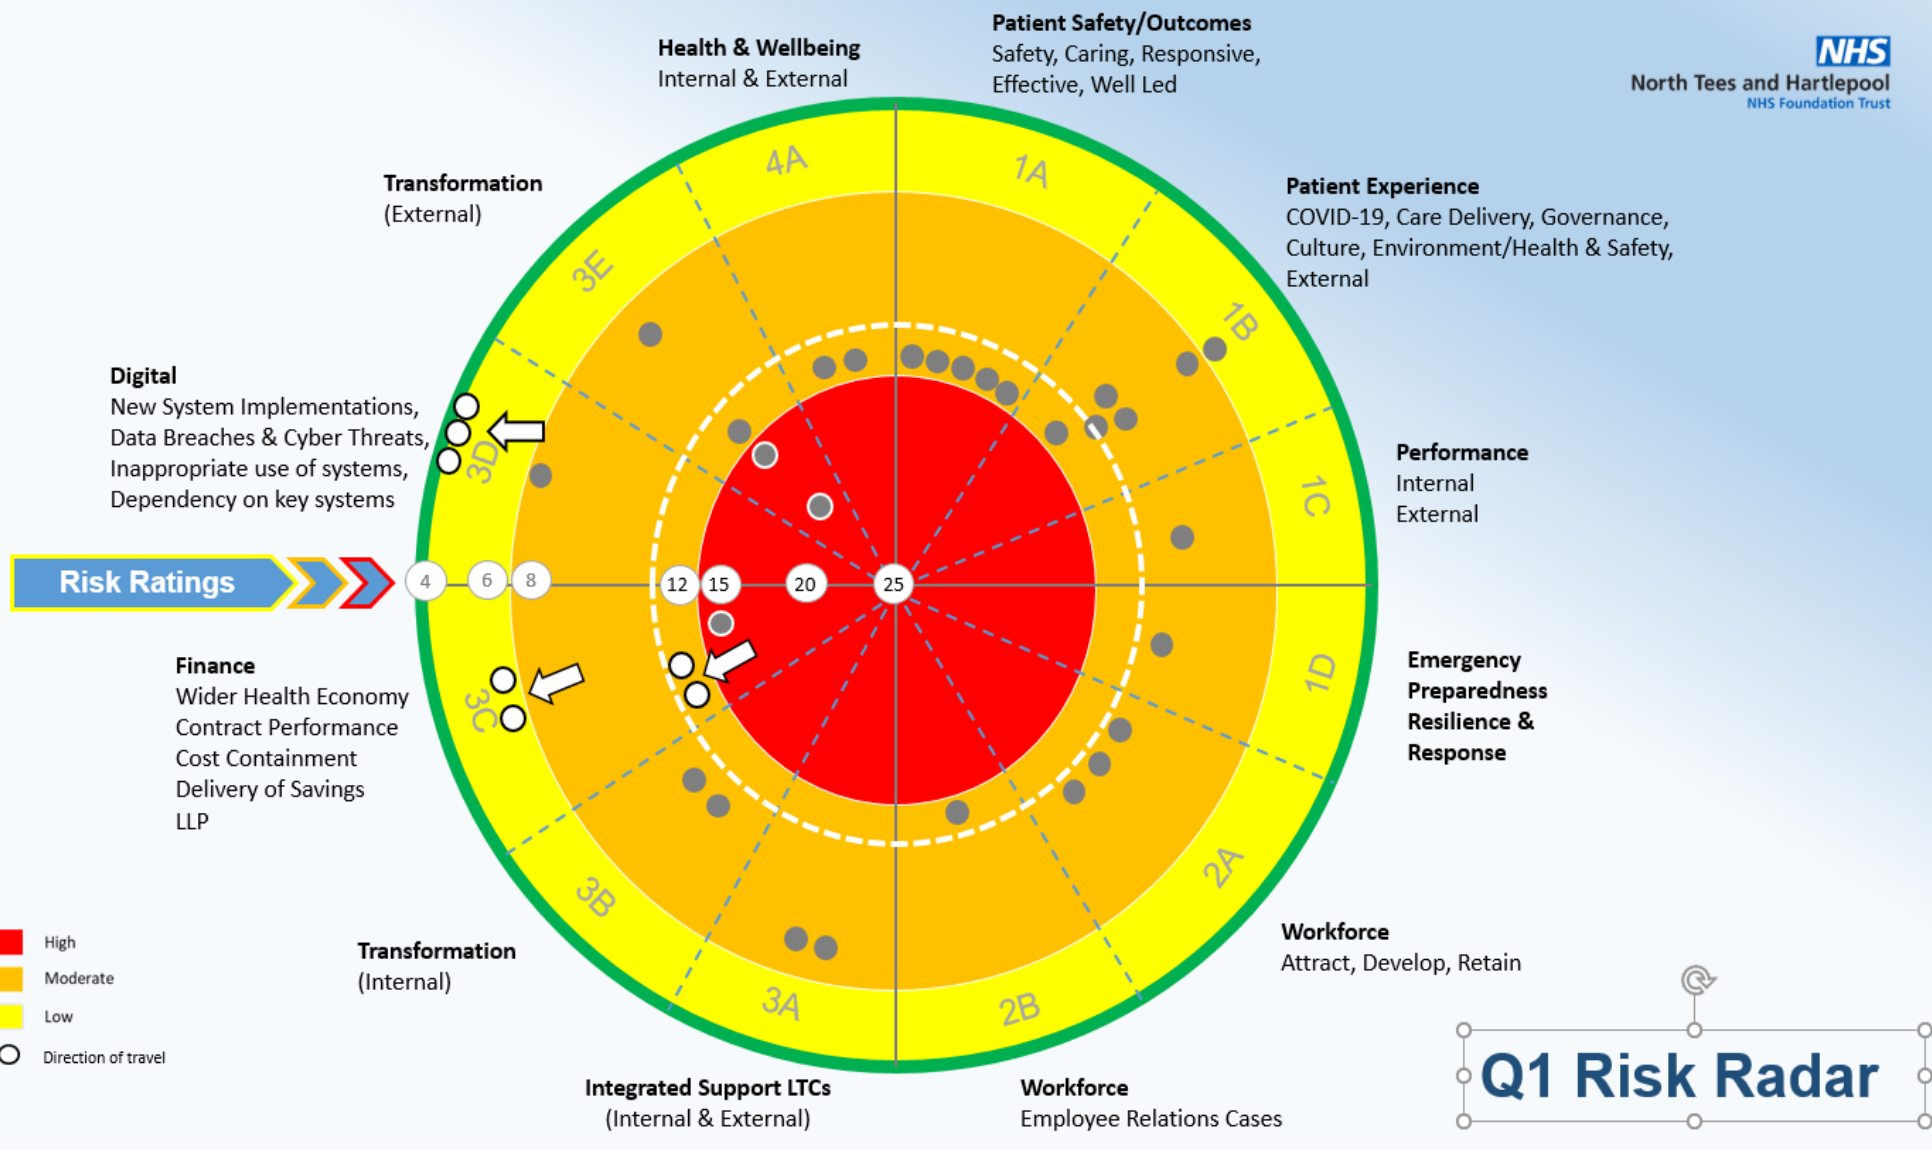 Patient Safety/Outcomes
Safety, Caring, Responsive,
Effective, Well Led
Health & Wellbeing
Internal & External
NHS
North Tees and Hartlepool
NHS Foundation Trust
4A
1A
Transformation
(External)
Patient Experience
COVID-19, Care Delivery, Governance,
Culture, Environment/Health & Safety,
External
3E
1B
Digital
New System Implementations,
Data Breaches & Cyber Threats,
Inappropriate use of systems,
Dependency on key systems
3D
1C
Performance
Internal
External
Risk Ratings
4
6
8
12
15
20
25
Finance
Wider Health Economy
Contract Performance
Cost Containment
Delivery of Savings
LLP
3C
1D
Emergency
Preparedness
Resilience &
Response
3B
2A
Transformation
(Internal)
Workforce
Attract, Develop, Retain
3A
2B
High
Moderate
Low
Direction of travel
Integrated Support LTCs
(Internal & External)
Workforce
Employee Relations Cases
Q1 Risk Radar